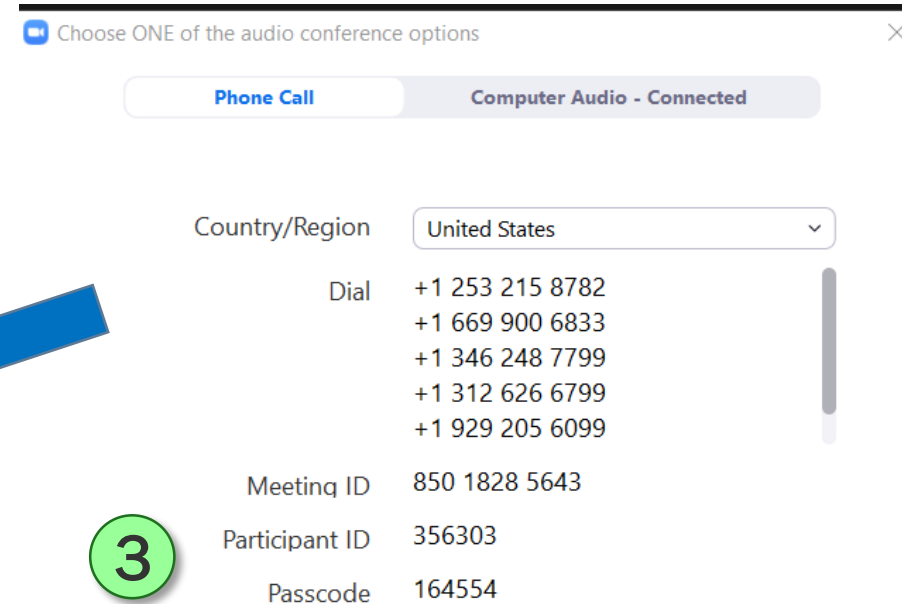 Choose ONE of the audio conference options
Phone Call Computer Audio - Connected
Country/Region United States
Dial +1 253 215 8782
+1 669 900 6833
+1 346 248 7799
+1 312 626 6799
+1 929 205 6099
Meeting ID 850 1828 5643
Participant ID 356303
3
Passcode 164554